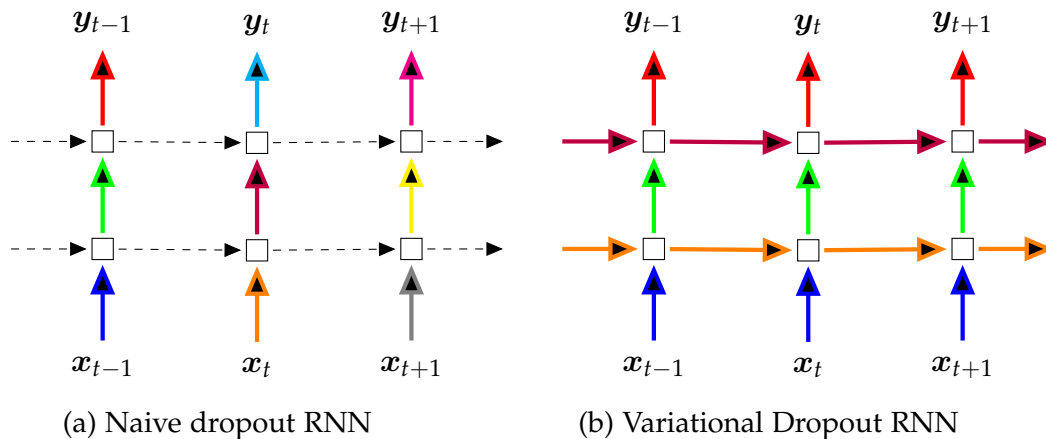 y_{t−1} y_t y_{t+1} y_{t−1} y_t y_{t+1}
x_{t−1} x_t x_{t+1} x_{t−1} x_t x_{t+1}
(a) Naive dropout RNN (b) Variational Dropout RNN